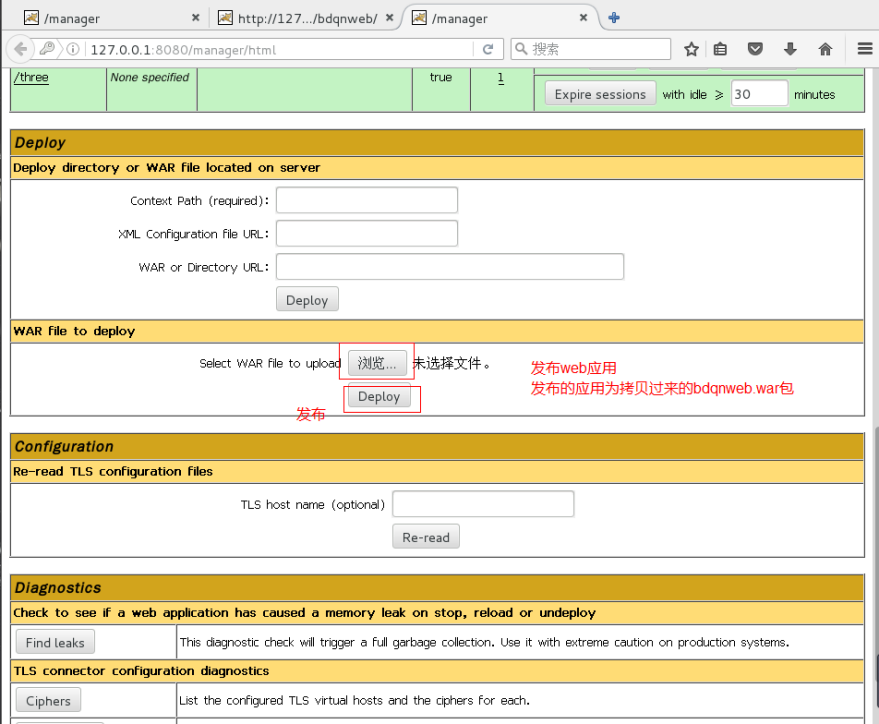 /manager
http://127.../bdqnweb/
/manager
127.0.0.1:8080/manager/html
搜索
/three
None specified
true
1
Expire sessions with idle ≥ 30 minutes
Deploy
Deploy directory or WAR file located on server
Context Path (required):
XML Configuration file URL:
WAR or Directory URL:
Deploy
WAR file to deploy
Select WAR file to upload 浏览... 未选择文件。
发布web应用
发布的应用为拷贝过来的bdqnweb.war包
Deploy
发布
Configuration
Re-read TLS configuration files
TLS host name (optional)
Re-read
Diagnostics
Check to see if a web application has caused a memory leak on stop, reload or undeploy
Find leaks
This diagnostic check will trigger a full garbage collection. Use it with extreme caution on production systems.
TLS connector configuration diagnostics
Ciphers
List the configured TLS virtual hosts and the ciphers for each.